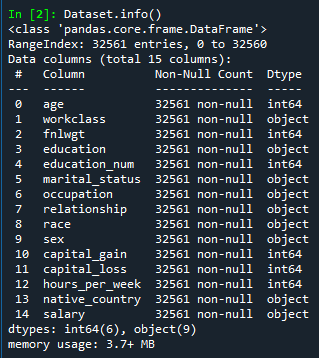 In [2]: Dataset.info()
<class 'pandas.core.frame.DataFrame'>
RangeIndex: 32561 entries, 0 to 32560
Data columns (total 15 columns):
 #   Column          Non-Null Count  Dtype
---  ------          --------------  -----
 0   age             32561 non-null  int64
 1   workclass       32561 non-null  object
 2   fnlwgt          32561 non-null  int64
 3   education       32561 non-null  object
 4   education_num   32561 non-null  int64
 5   marital_status  32561 non-null  object
 6   occupation      32561 non-null  object
 7   relationship    32561 non-null  object
 8   race            32561 non-null  object
 9   sex             32561 non-null  object
 10  capital_gain    32561 non-null  int64
 11  capital_loss    32561 non-null  int64
 12  hours_per_week  32561 non-null  int64
 13  native_country  32561 non-null  object
 14  salary          32561 non-null  object
dtypes: int64(6), object(9)
memory usage: 3.7+ MB